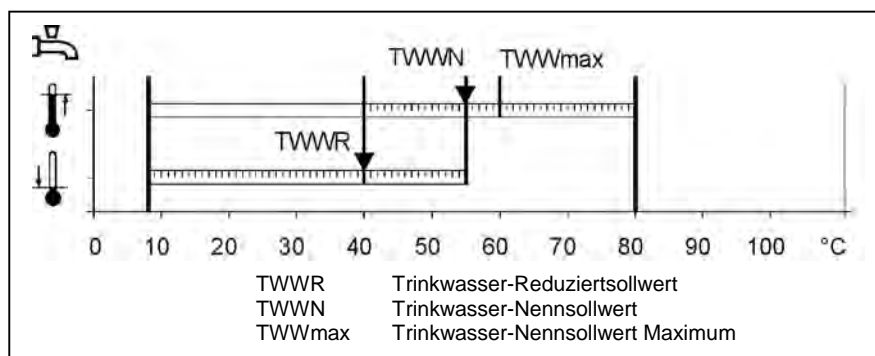 TWWN TWWmax
TWWR
0 10 20 30 40 50 60 70 80 90 100 °C
TWWR Trinkwasser-Reduziertsollwert
TWWN Trinkwasser-Nennsollwert
TWWmax Trinkwasser-Nennsollwert Maximum